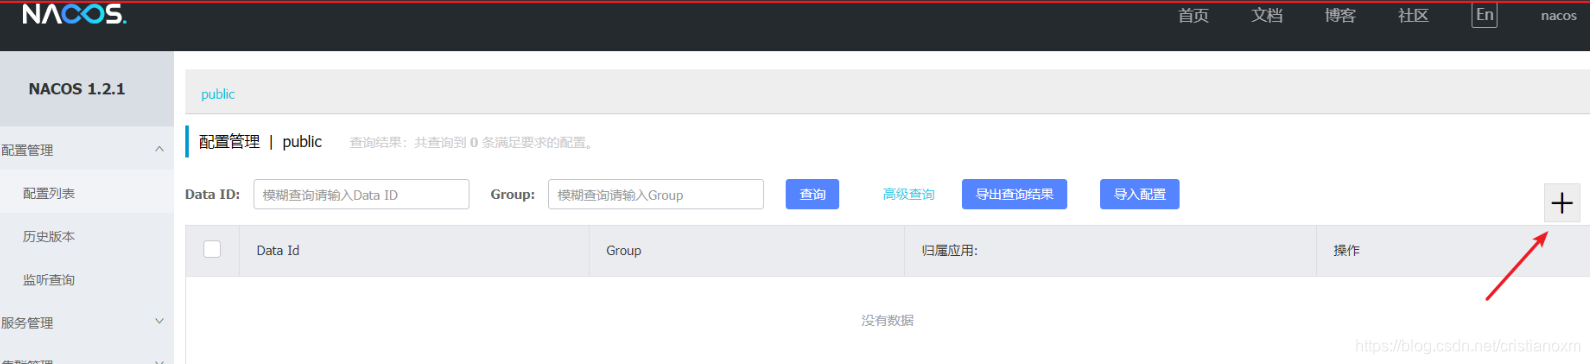 NACOS.
首页 文档 博客 社区 En nacos
NACOS 1.2.1
public
配置管理
配置管理 | public 查询结果：共查询到 0 条满足要求的配置。
配置列表
Data ID: 模糊查询请输入Data ID Group: 模糊查询请输入Group 查询 高级查询 导出查询结果 导入配置
历史版本
Data Id Group 归属应用: 操作
监听查询
服务管理
没有数据
https://blog.csdn.net/cristianoxm